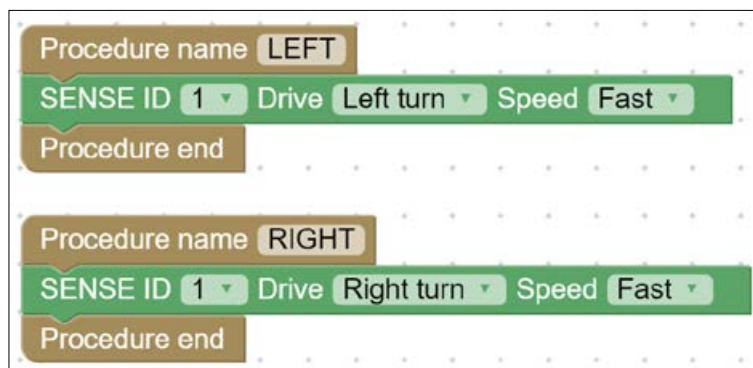 Procedure name LEFT
SENSE ID 1 Drive Left turn Speed Fast
Procedure end
Procedure name RIGHT
SENSE ID 1 Drive Right turn Speed Fast
Procedure end